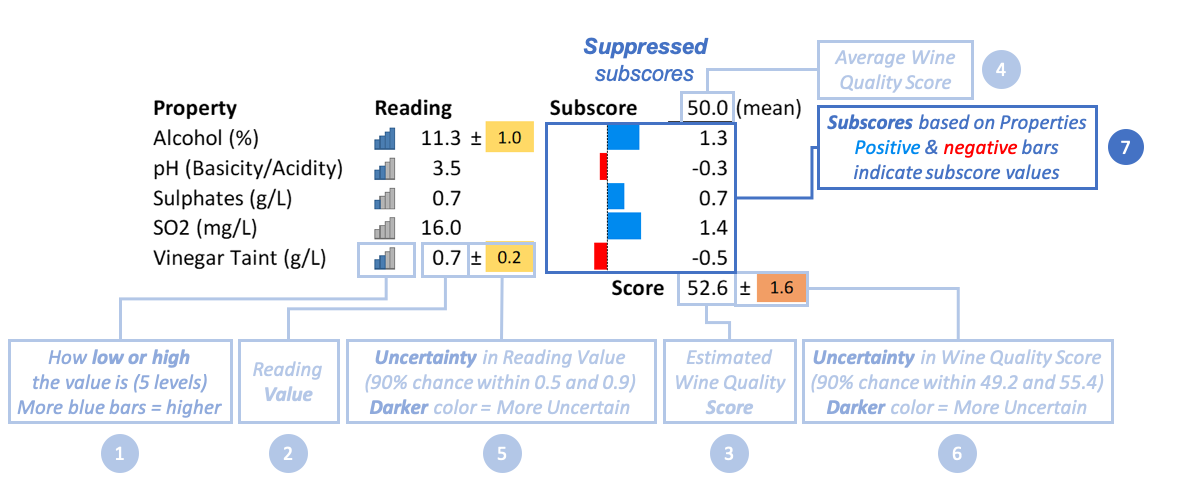 Suppressed
subscores
Average Wine
Quality Score
4
Property Reading Subscore 50.0 (mean)
Alcohol (%) 11.3 ± 1.0 1.3
pH (Basicity/Acidity) 3.5 -0.3
Sulphates (g/L) 0.7 0.7
SO2 (mg/L) 16.0 1.4
Vinegar Taint (g/L) 0.7 ± 0.2 -0.5
Score 52.6 ± 1.6
Subscores based on Properties
Positive & negative bars
indicate subscore values
7
How low or high
the value is (5 levels)
More blue bars = higher
1
Reading
Value
2
Uncertainty in Reading Value
(90% chance within 0.5 and 0.9)
Darker color = More Uncertain
5
Estimated
Wine Quality
Score
3
Uncertainty in Wine Quality Score
(90% chance within 49.2 and 55.4)
Darker color = More Uncertain
6